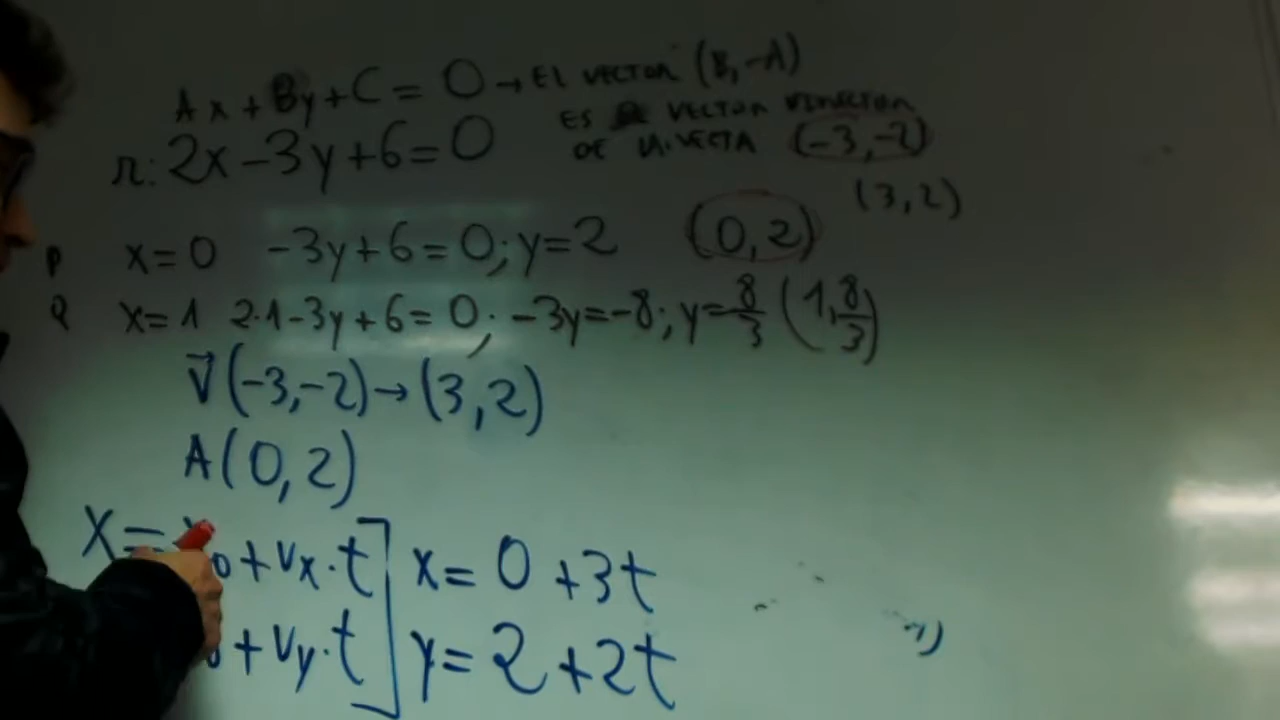 Ax + By + C = 0 → EL VECTOR (B, -A)
ES VECTOR DIRECTOR
r: 2x - 3y + 6 = 0
DE LA RECTA (-3, -2)
(3, 2)
P x = 0 -3y + 6 = 0; y = 2 (0, 2)
Q x = 1 2·1 - 3y + 6 = 0; -3y = -8; y = 8/3 (1, 8/3)
V⃗ (-3, -2) → (3, 2)
A (0, 2)
x = + vx · t] x = 0 + 3t
+ vy · t] y = 2 + 2t